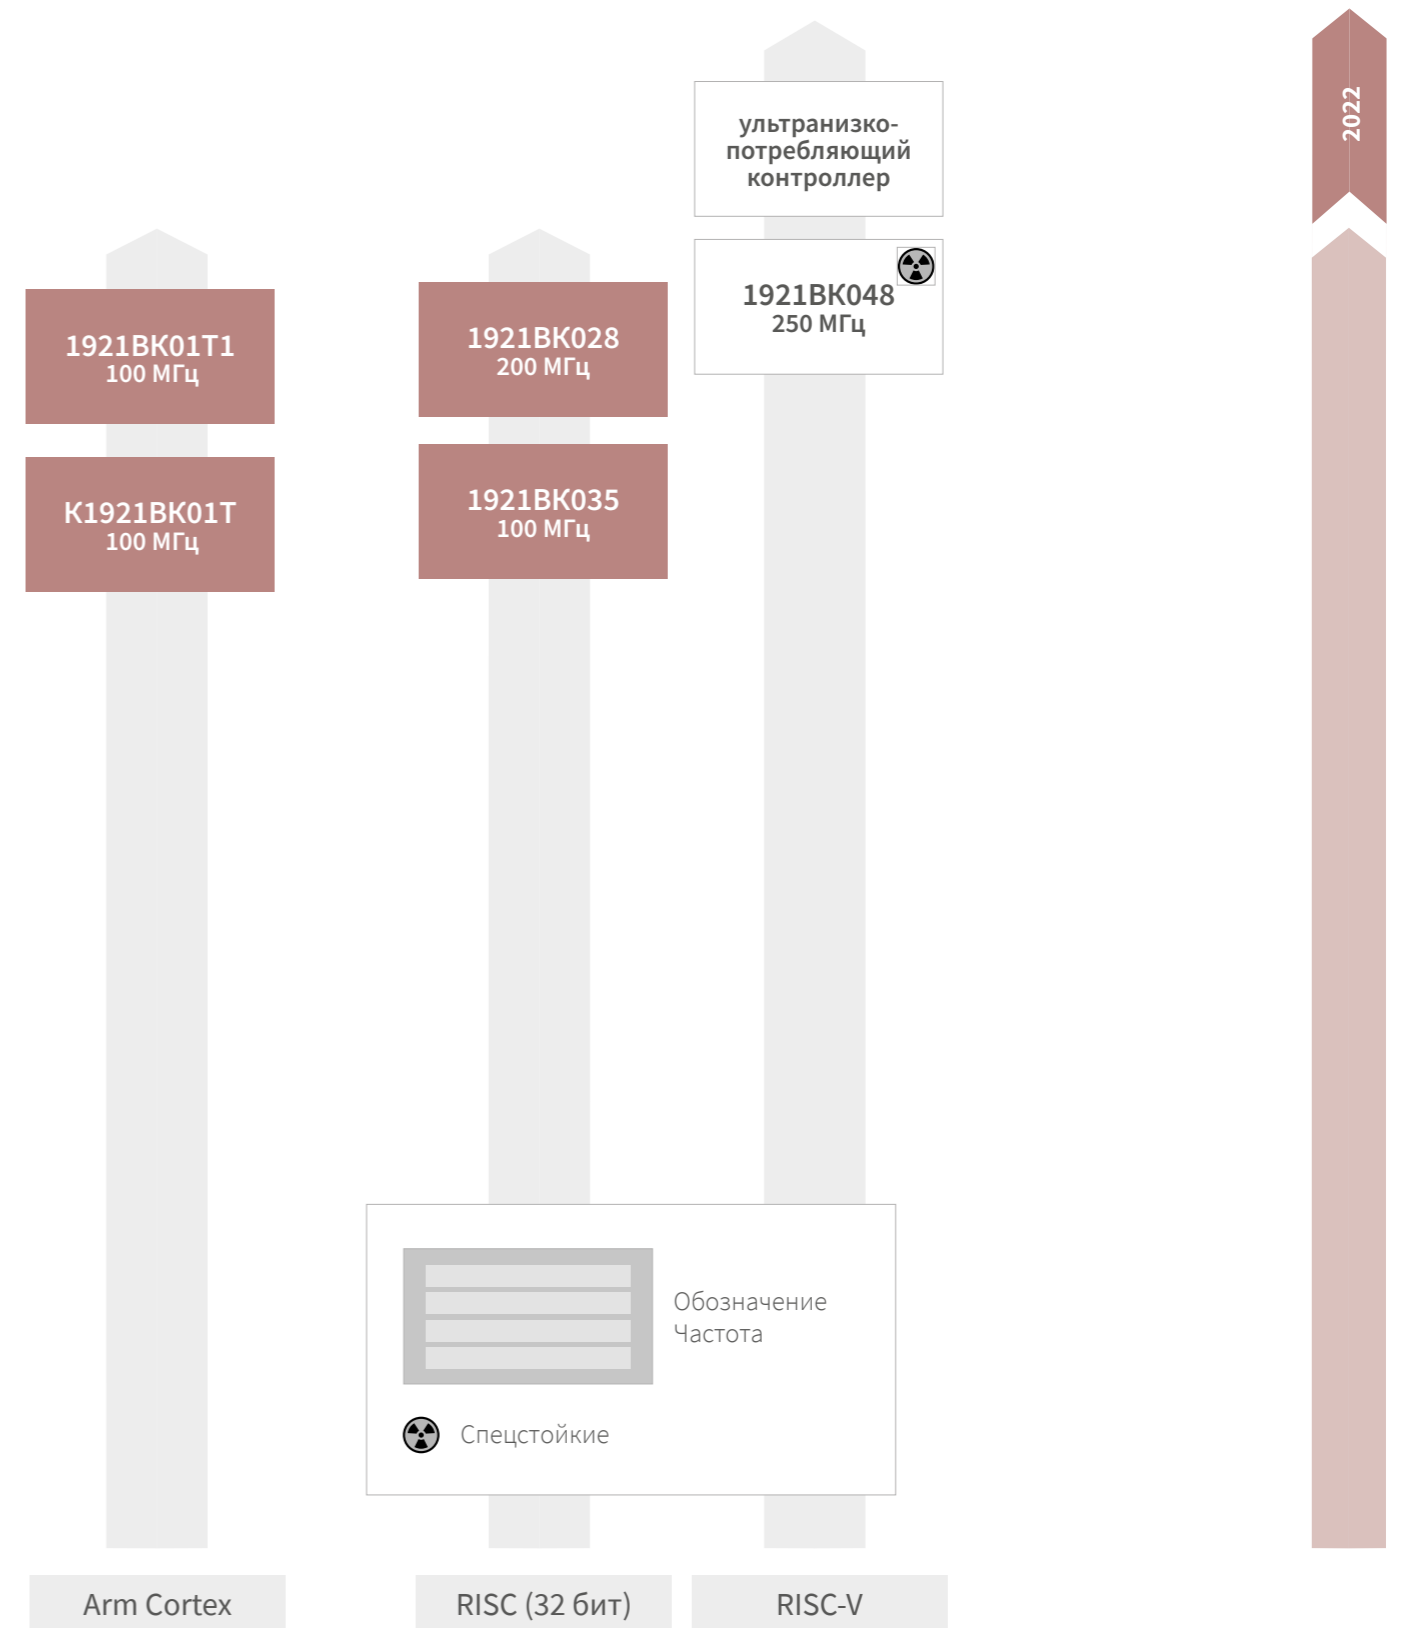 2022
ультранизко-
потребляющий
контроллер
1921ВК048
250 МГц
1921ВК01Т1
100 МГц
1921ВК028
200 МГц
К1921ВК01Т
100 МГц
1921ВК035
100 МГц
Обозначение
Частота
Спецстойкие
Arm Cortex
RISC (32 бит)
RISC-V